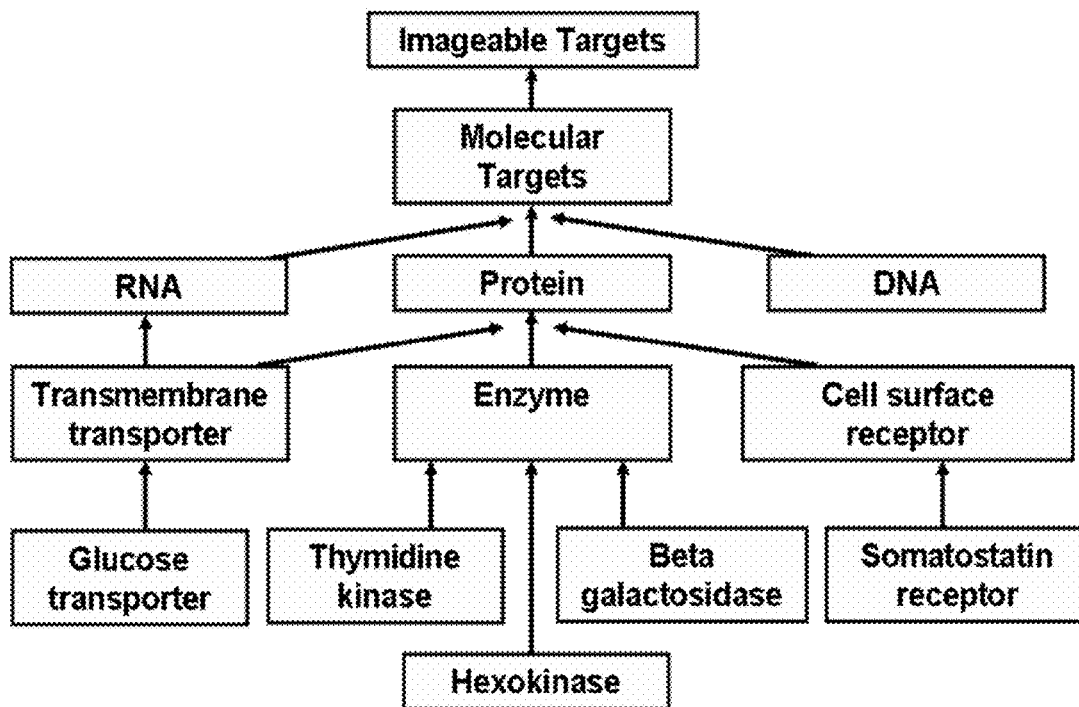 Imageable Targets
Molecular
Targets
RNA
Protein
DNA
Transmembrane
transporter
Enzyme
Cell surface
receptor
Glucose
transporter
Thymidine
kinase
Beta
galactosidase
Somatostatin
receptor
Hexokinase